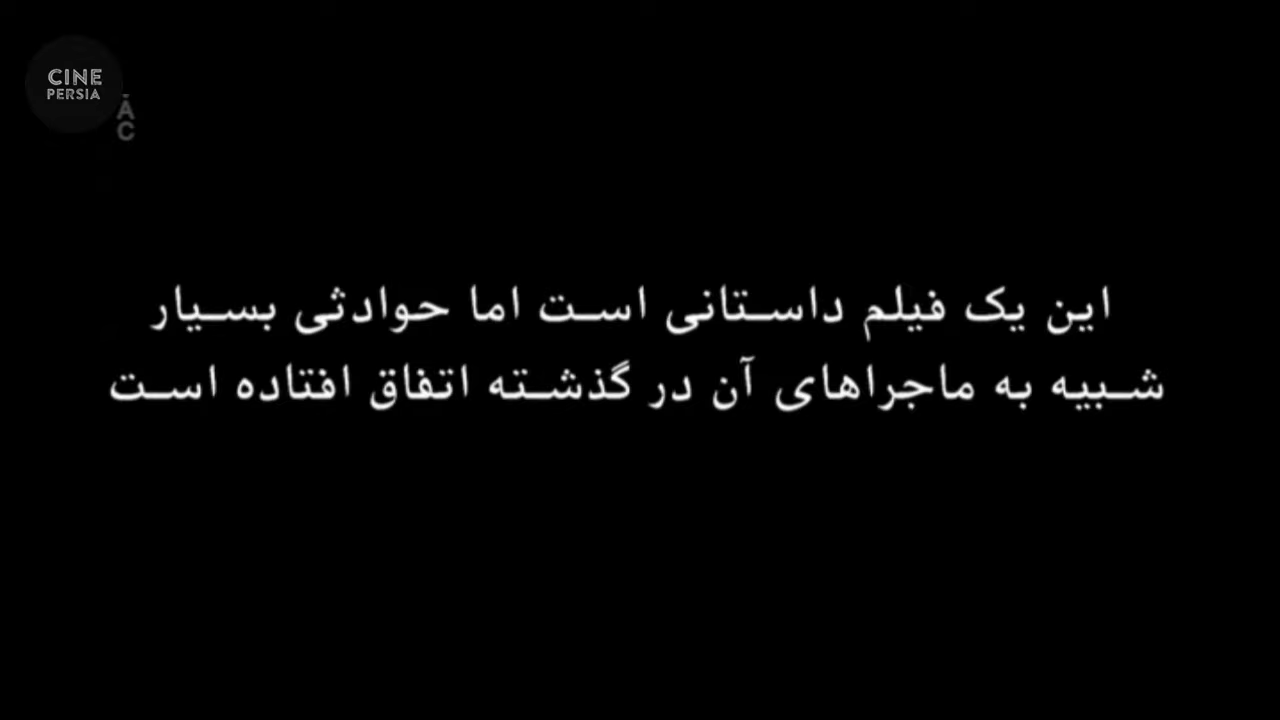 CINE
PERSIA
ĀC
این یک فیلم داستانی است اما حوادثی بسیار
شبیه به ماجراهای آن در گذشته اتفاق افتاده است